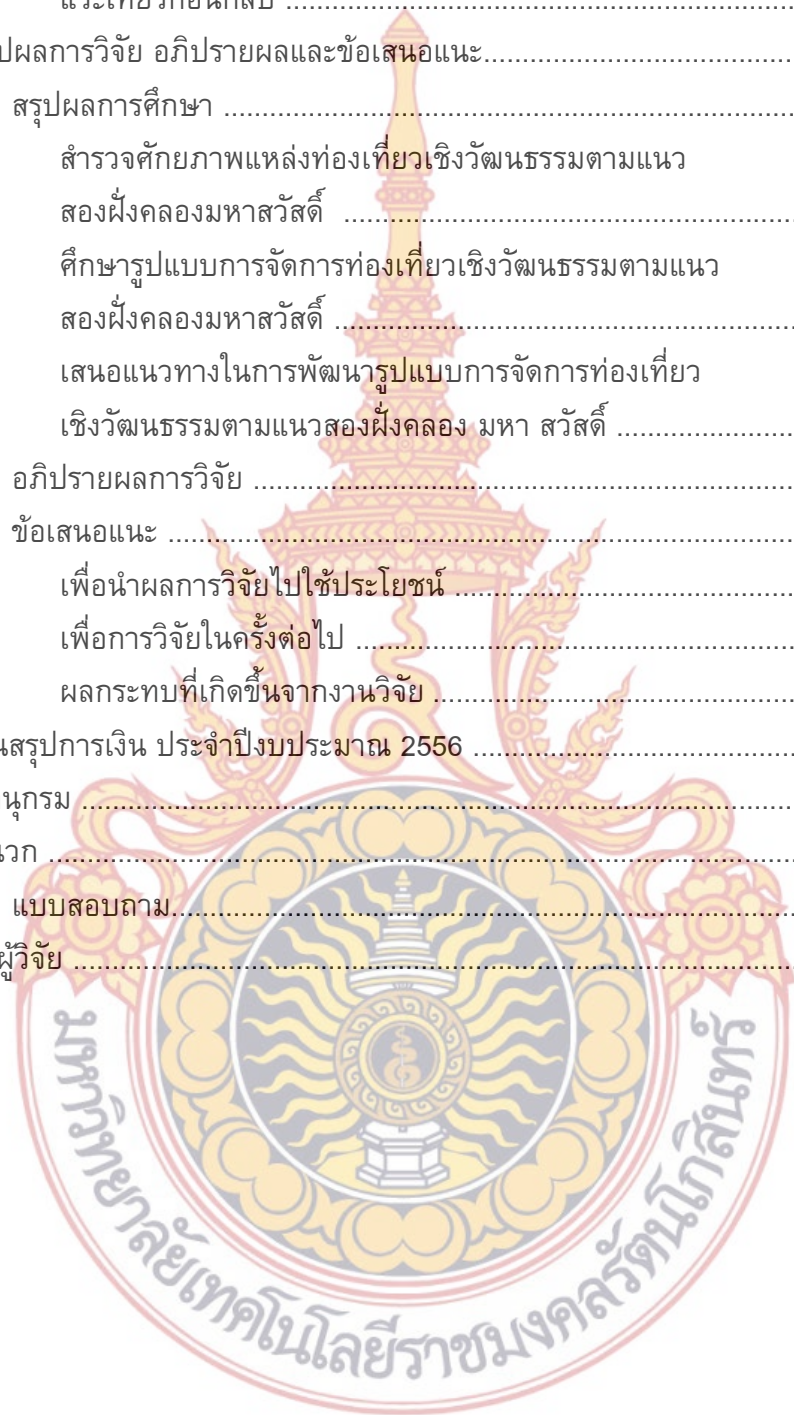 แวะเที่ยวก่อนกลับ ................................................
ปผลการวิจัย อภิปรายผลและข้อเสนอแนะ................................................
สรุปผลการศึกษา ................................................
สำรวจศักยภาพแหล่งท่องเที่ยวเชิงวัฒนธรรมตามแนว
สองฝั่งคลองมหาสวัสดิ์ ................................................
ศึกษารูปแบบการจัดการท่องเที่ยวเชิงวัฒนธรรมตามแนว
สองฝั่งคลองมหาสวัสดิ์ ................................................
เสนอแนวทางในการพัฒนารูปแบบการจัดการท่องเที่ยว
เชิงวัฒนธรรมตามแนวสองฝั่งคลอง มหา สวัสดิ์ ................................................
อภิปรายผลการวิจัย ................................................
ข้อเสนอแนะ ................................................
เพื่อนำผลการวิจัยไปใช้ประโยชน์ ................................................
เพื่อการวิจัยในครั้งต่อไป ................................................
ผลกระทบที่เกิดขึ้นจากงานวิจัย ................................................
นสรุปการเงิน ประจำปีงบประมาณ 2556 ................................................
านุกรม ................................................
นวก ................................................
แบบสอบถาม................................................
ผู้วิจัย ................................................
มหาวิทยาลัยเทคโนโลยีราชมงคลรัตนโกสินทร์